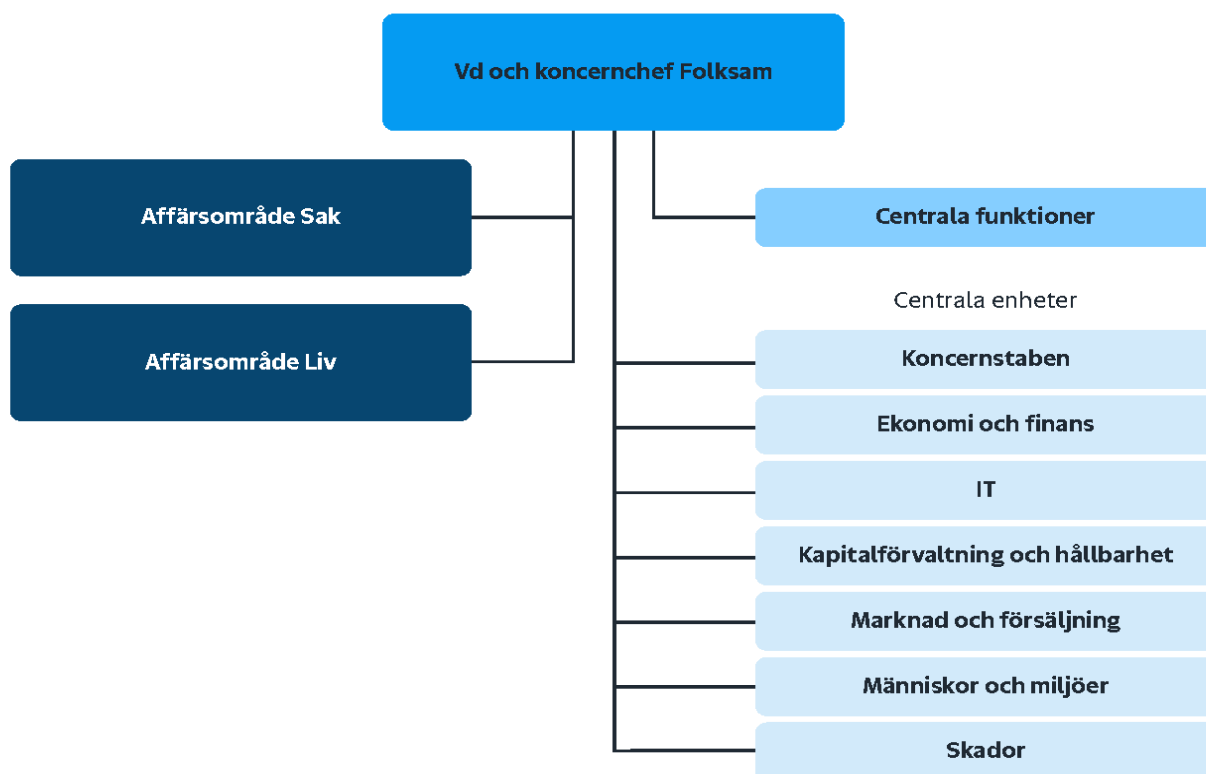 Vd och koncernchef Folksam
Affärsområde Sak
Affärsområde Liv
Centrala funktioner
Centrala enheter
Koncernstaben
Ekonomi och finans
IT
Kapitalförvaltning och hållbarhet
Marknad och försäljning
Människor och miljöer
Skador